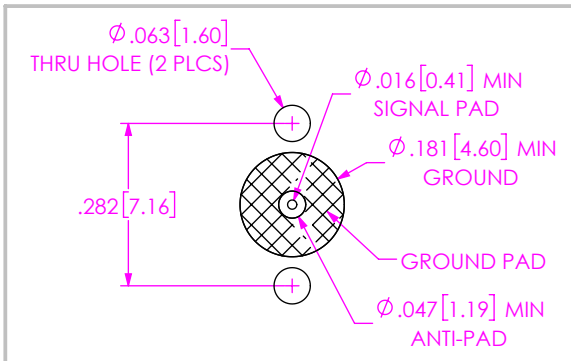 Ø.063[1.60]
THRU HOLE (2 PLCS)
Ø.016[0.41] MIN
SIGNAL PAD
Ø.181[4.60] MIN
GROUND
.282[7.16]
GROUND PAD
Ø.047[1.19] MIN
ANTI-PAD